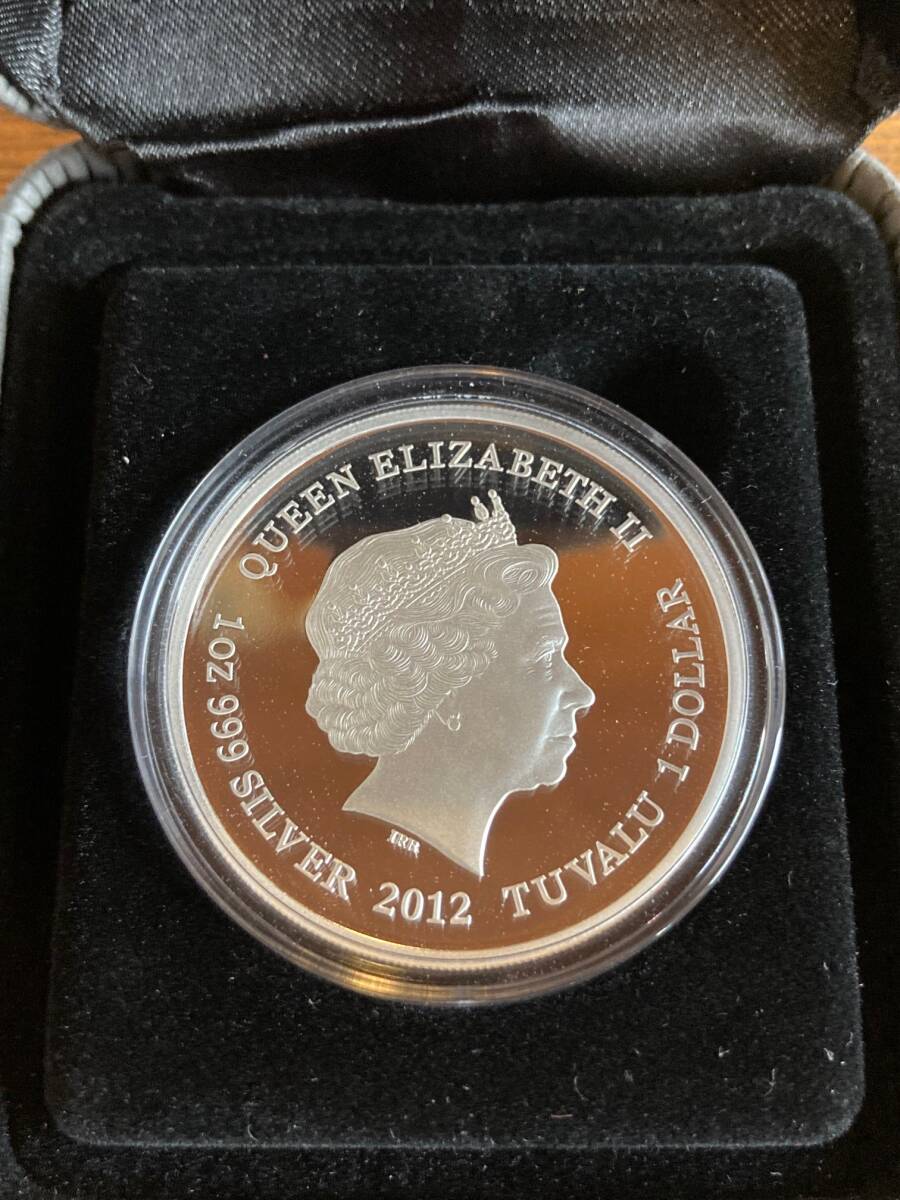 QUEEN ELIZABETH II
1 OZ 999 SILVER 2012 TUVALU 1 DOLLAR
IRB